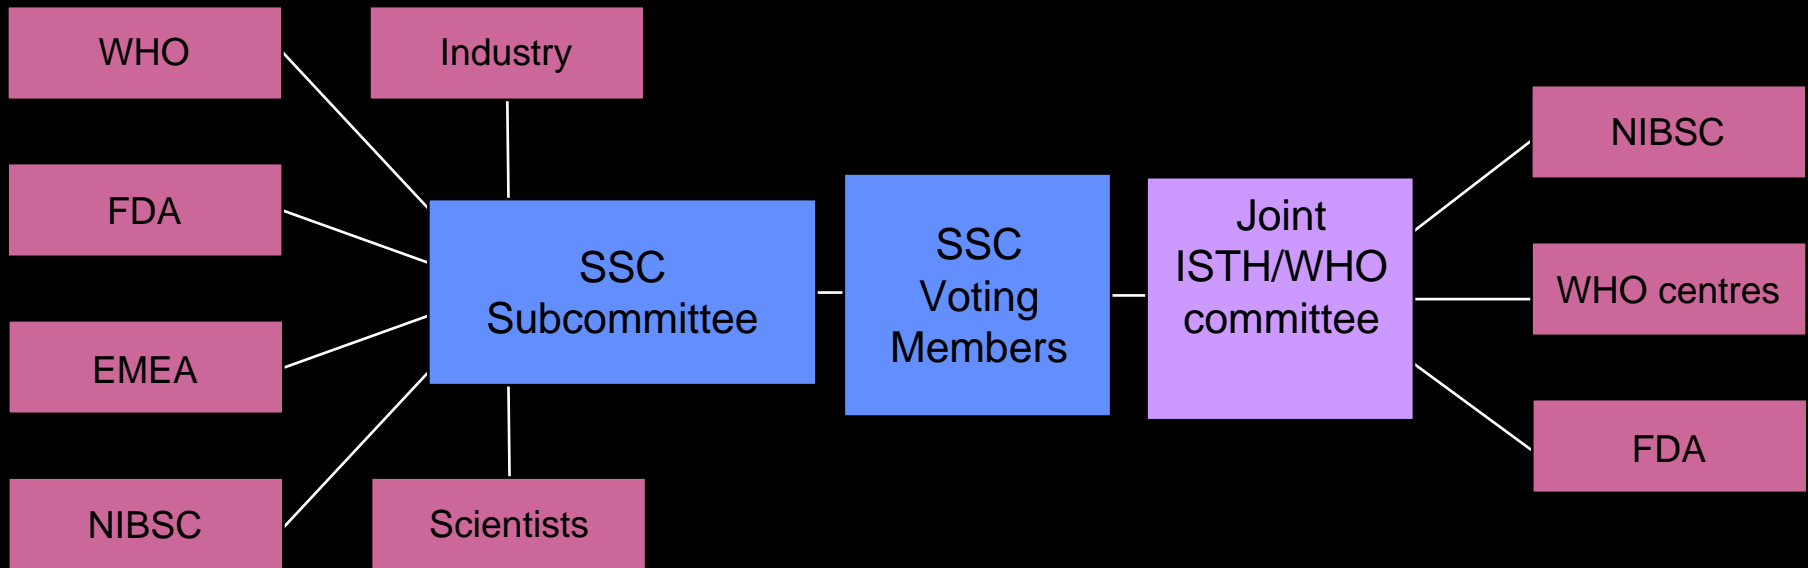 WHO
Industry
FDA
EMEA
NIBSC
Scientists
SSC
Subcommittee
SSC
Voting
Members
Joint
ISTH/WHO
committee
NIBSC
WHO centres
FDA